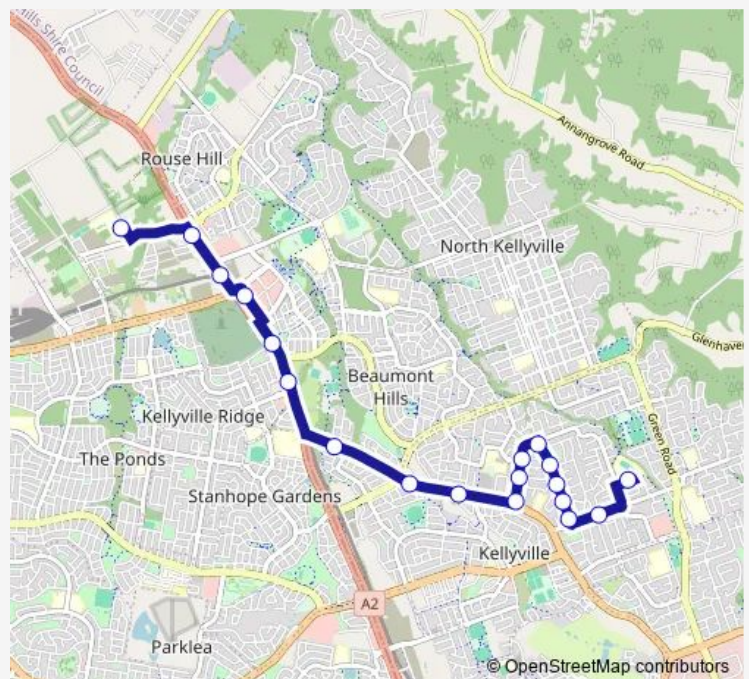 Hills Shire Council
Annangrove Road
Rouse Hill
North Kellyville
Glenhaven
Beaumont
Hills
Kellyville Ridge
Green Road
The Ponds
Stanhope Gardens
Kellyville
A2
Parklea
© OpenStreetMap contributors